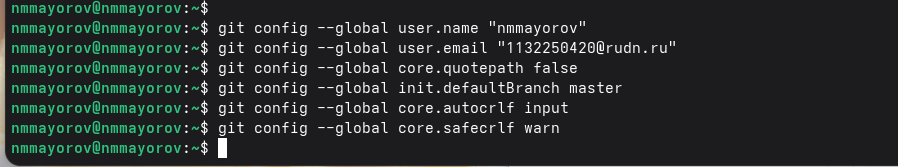 nmmayorov@nmmayorov:~$
nmmayorov@nmmayorov:~$ git config --global user.name "nmmayorov"
nmmayorov@nmmayorov:~$ git config --global user.email "1132250420@rudn.ru"
nmmayorov@nmmayorov:~$ git config --global core.quotepath false
nmmayorov@nmmayorov:~$ git config --global init.defaultBranch master
nmmayorov@nmmayorov:~$ git config --global core.autocrlf input
nmmayorov@nmmayorov:~$ git config --global core.safecrlf warn
nmmayorov@nmmayorov:~$